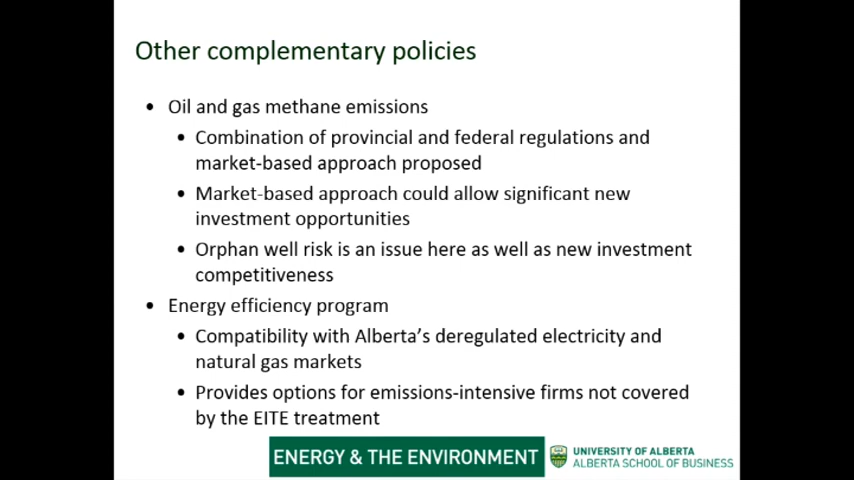 Other complementary policies
• Oil and gas methane emissions
• Combination of provincial and federal regulations and
market-based approach proposed
• Market-based approach could allow significant new
investment opportunities
• Orphan well risk is an issue here as well as new investment
competitiveness
• Energy efficiency program
• Compatibility with Alberta’s deregulated electricity and
natural gas markets
• Provides options for emissions-intensive firms not covered
by the EITE treatment
ENERGY & THE ENVIRONMENT
UNIVERSITY OF ALBERTA
ALBERTA SCHOOL OF BUSINESS